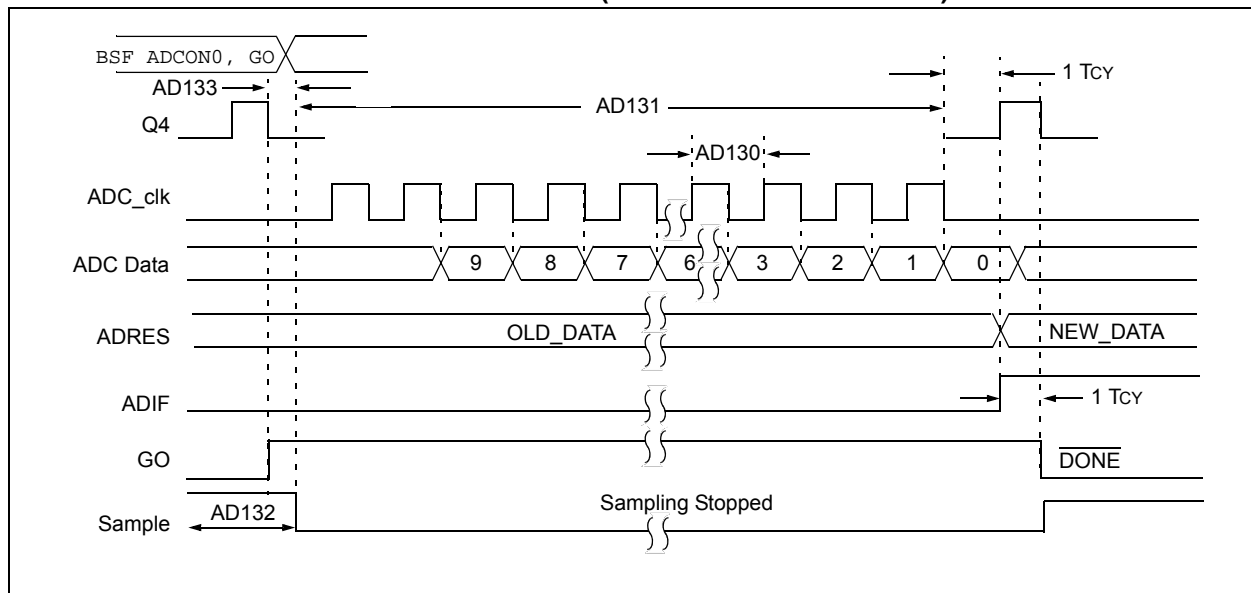 BSF ADCON0, GO
AD133
1 TCY
AD131
Q4
AD130
ADC_clk
ADC Data
9 8 7 6 3 2 1 0
ADRES
OLD_DATA
NEW_DATA
ADIF
1 TCY
GO
DONE
Sample
AD132
Sampling Stopped